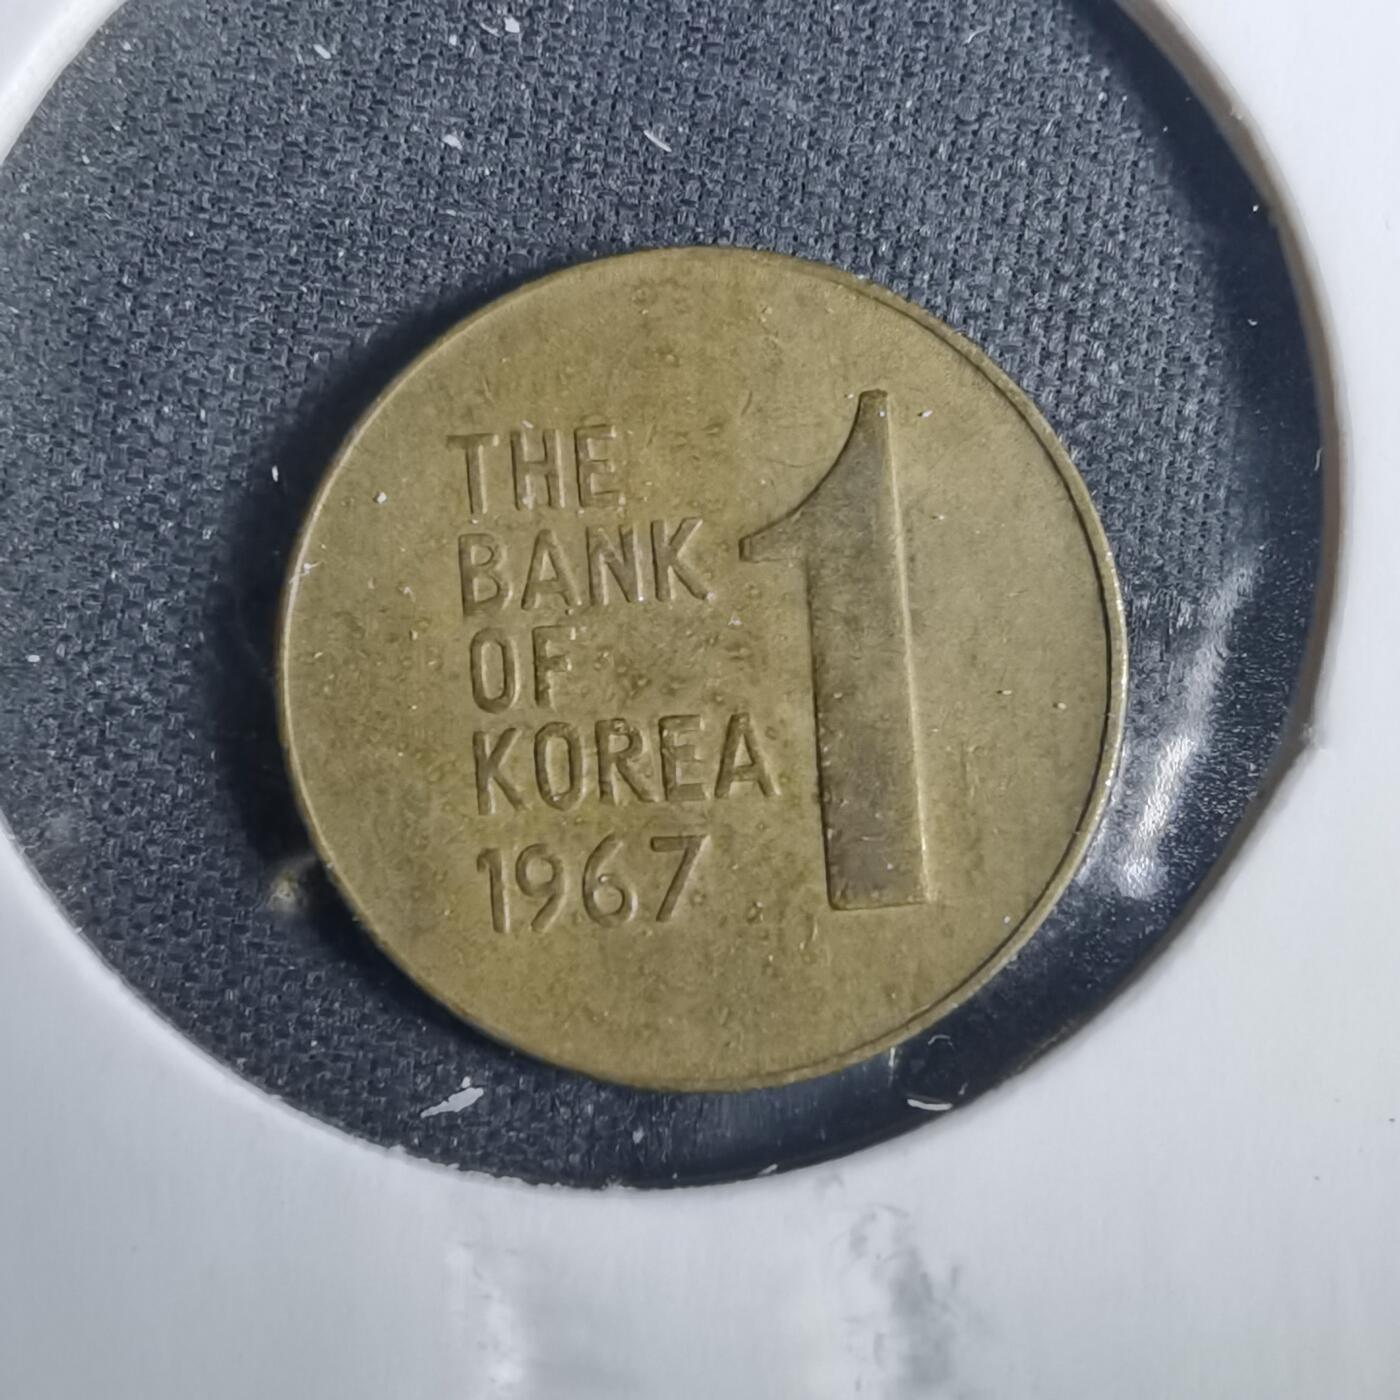 THE
BANK
OF
KOREA
1967
1